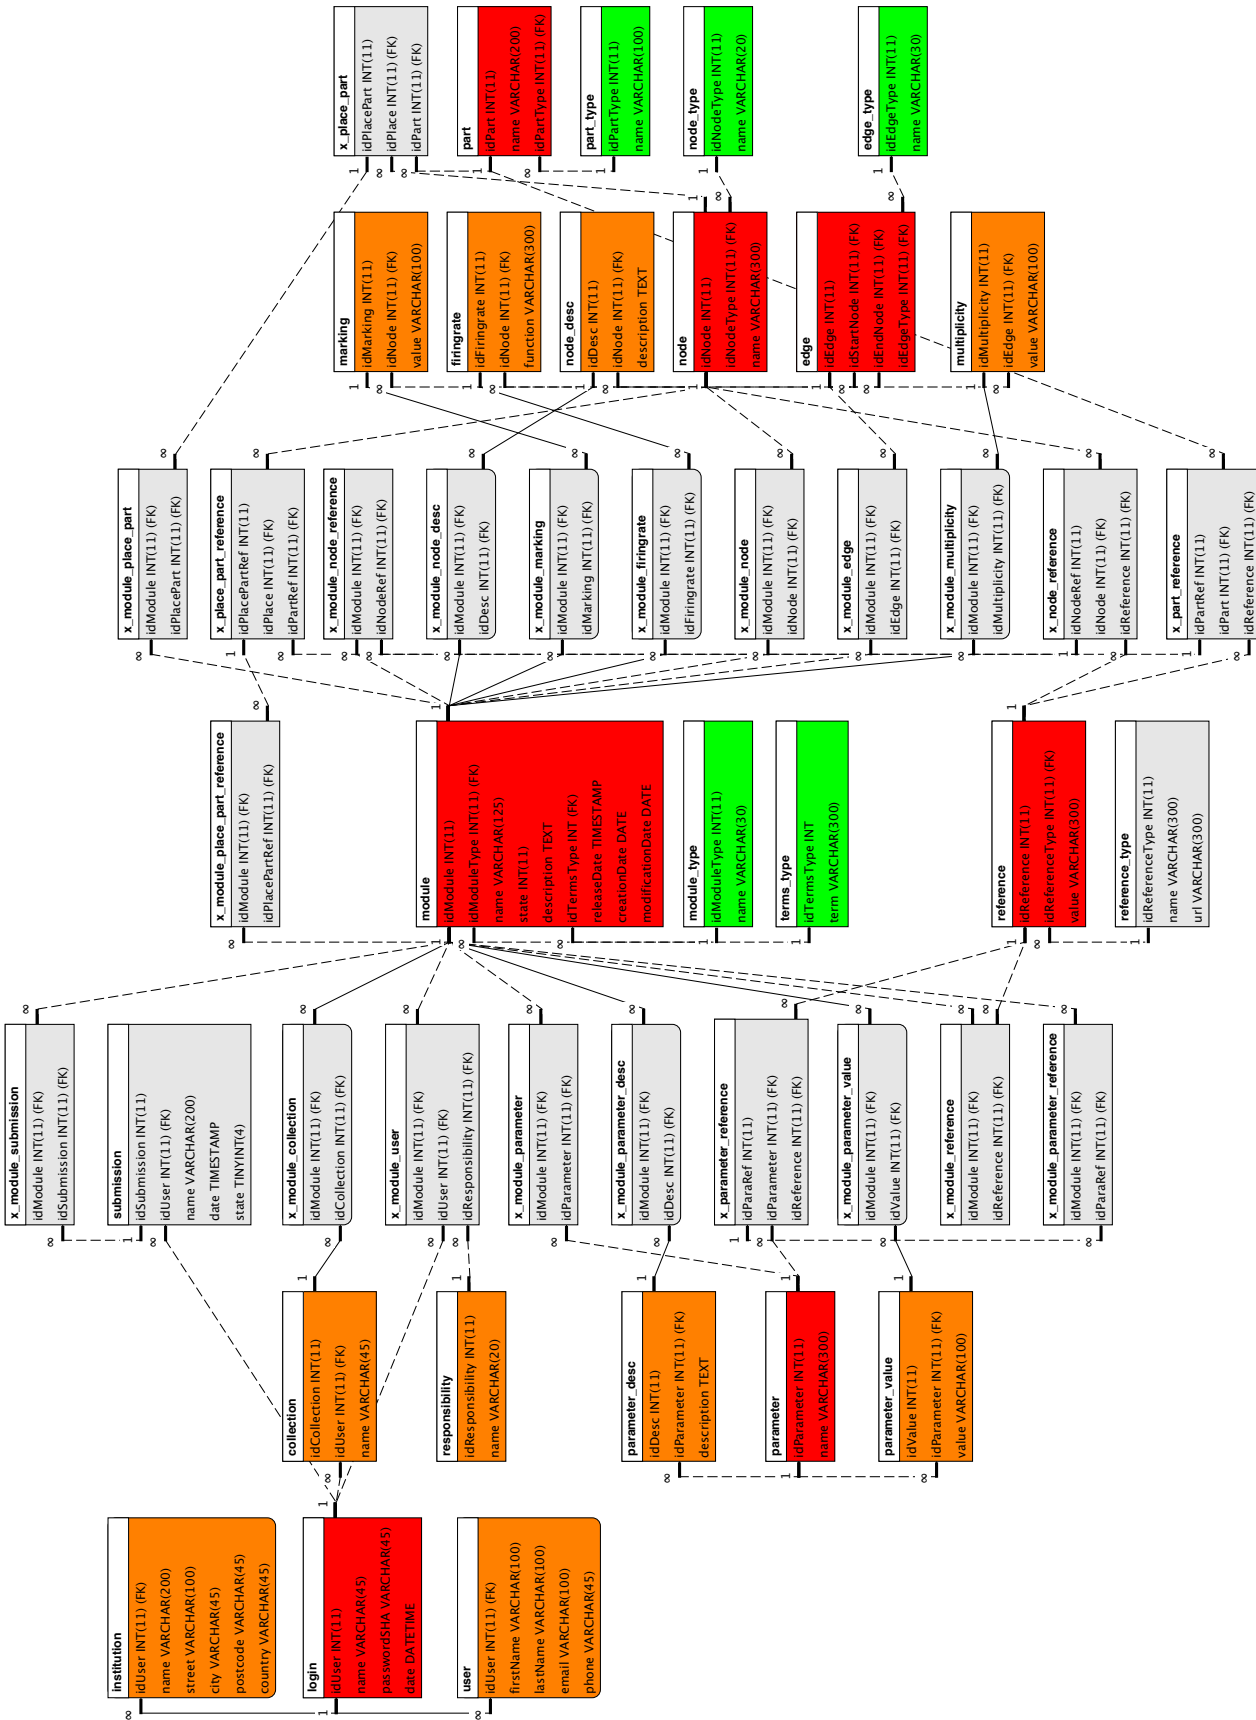 institution
idUser INT(11) (FK)
name VARCHAR(200)
street VARCHAR(100)
city VARCHAR(45)
postcode VARCHAR(45)
country VARCHAR(45)
login
idUser INT(11)
name VARCHAR(45)
passwordSHA VARCHAR(45)
date DATETIME
user
idUser INT(11) (FK)
firstName VARCHAR(100)
lastName VARCHAR(100)
email VARCHAR(100)
phone VARCHAR(45)
collection
idCollection INT(11)
idUser INT(11) (FK)
name VARCHAR(45)
responsibility
idResponsibility INT(11)
name VARCHAR(20)
parameter_desc
idDesc INT(11)
idParameter INT(11) (FK)
description TEXT
parameter
idParameter INT(11)
name VARCHAR(300)
parameter_value
idValue INT(11)
idParameter INT(11) (FK)
value VARCHAR(100)
x_module_submission
idModule INT(11) (FK)
idSubmission INT(11) (FK)
submission
idSubmission INT(11)
idUser INT(11) (FK)
name VARCHAR(200)
date TIMESTAMP
state TINYINT(4)
x_module_collection
idModule INT(11) (FK)
idCollection INT(11) (FK)
x_module_user
idModule INT(11) (FK)
idUser INT(11) (FK)
idResponsibility INT(11) (FK)
x_module_parameter
idModule INT(11) (FK)
idParameter INT(11) (FK)
x_module_parameter_desc
idModule INT(11) (FK)
idDesc INT(11) (FK)
x_parameter_reference
idParaRef INT(11)
idParameter INT(11) (FK)
idReference INT(11) (FK)
x_module_parameter_value
idModule INT(11) (FK)
idValue INT(11) (FK)
x_module_reference
idModule INT(11) (FK)
idReference INT(11) (FK)
x_module_parameter_reference
idModule INT(11) (FK)
idParaRef INT(11) (FK)
x_module_place_part_reference
idModule INT(11) (FK)
idPlacePartRef INT(11) (FK)
module
idModule INT(11)
idModuleType INT(11) (FK)
name VARCHAR(125)
state INT(11)
description TEXT
idTermsType INT (FK)
releaseDate TIMESTAMP
creationDate DATE
modificationDate DATE
module_type
idModuleType INT(11)
name VARCHAR(30)
terms_type
idTermsType INT
term VARCHAR(300)
reference
idReference INT(11)
idReferenceType INT(11) (FK)
value VARCHAR(300)
reference_type
idReferenceType INT(11)
name VARCHAR(300)
url VARCHAR(300)
x_module_place_part
idModule INT(11) (FK)
idPlacePart INT(11) (FK)
x_place_part_reference
idPlacePartRef INT(11)
idPlace INT(11) (FK)
idPartRef INT(11) (FK)
x_module_node_reference
idModule INT(11) (FK)
idNodeRef INT(11) (FK)
x_module_node_desc
idModule INT(11) (FK)
idDesc INT(11) (FK)
x_module_marking
idModule INT(11) (FK)
idMarking INT(11) (FK)
x_module_firingrate
idModule INT(11) (FK)
idFiringrate INT(11) (FK)
x_module_node
idModule INT(11) (FK)
idNode INT(11) (FK)
x_module_edge
idModule INT(11) (FK)
idEdge INT(11) (FK)
x_module_multiplicity
idModule INT(11) (FK)
idMultiplicity INT(11) (FK)
x_node_reference
idNodeRef INT(11)
idNode INT(11) (FK)
idReference INT(11) (FK)
x_part_reference
idPartRef INT(11)
idPart INT(11) (FK)
idReference INT(11) (FK)
marking
idMarking INT(11)
idNode INT(11) (FK)
value VARCHAR(100)
firingrate
idFiringrate INT(11)
idNode INT(11) (FK)
function VARCHAR(300)
node_desc
idDesc INT(11)
idNode INT(11) (FK)
description TEXT
node
idNode INT(11)
idNodeType INT(11) (FK)
name VARCHAR(300)
edge
idEdge INT(11)
idStartNode INT(11) (FK)
idEndNode INT(11) (FK)
idEdgeType INT(11) (FK)
multiplicity
idMultiplicity INT(11)
idEdge INT(11) (FK)
value VARCHAR(100)
x_place_part
idPlacePart INT(11)
idPlace INT(11) (FK)
idPart INT(11) (FK)
part
idPart INT(11)
name VARCHAR(200)
idPartType INT(11) (FK)
part_type
idPartType INT(11)
name VARCHAR(100)
node_type
idNodeType INT(11)
name VARCHAR(20)
edge_type
idEdgeType INT(11)
name VARCHAR(30)